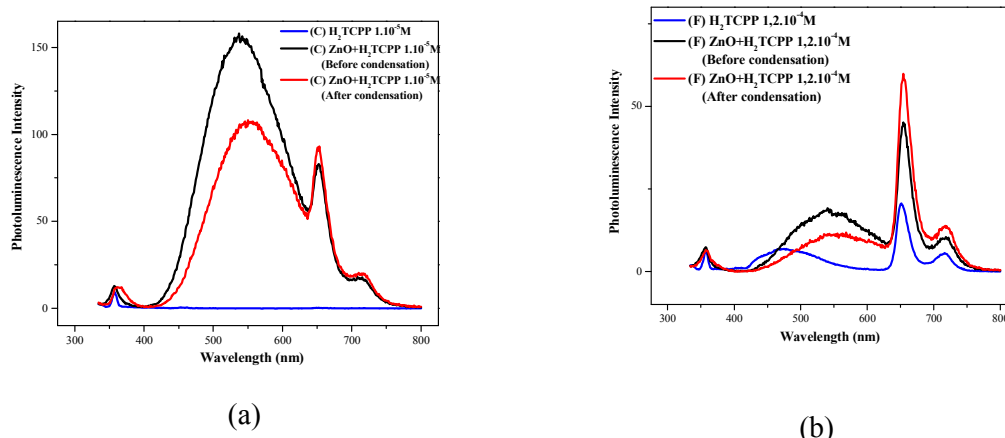 (C) H2TCPP 1.10-5M
(C) ZnO+H2TCPP 1.10-5M
(Before condensation)
(C) ZnO+H2TCPP 1.10-5M
(After condensation)
150
100
50
0
300 400 500 600 700 800
Photoluminescence Intensity
Wavelength (nm)
(a)
(F) H2TCPP 1,2.10-4M
(F) ZnO+H2TCPP 1,2.10-4M
(Before condensation)
(F) ZnO+H2TCPP 1,2.10-4M
(After condensation)
50
0
300 400 500 600 700 800
Photoluminescence Intensity
Wavelength (nm)
(b)